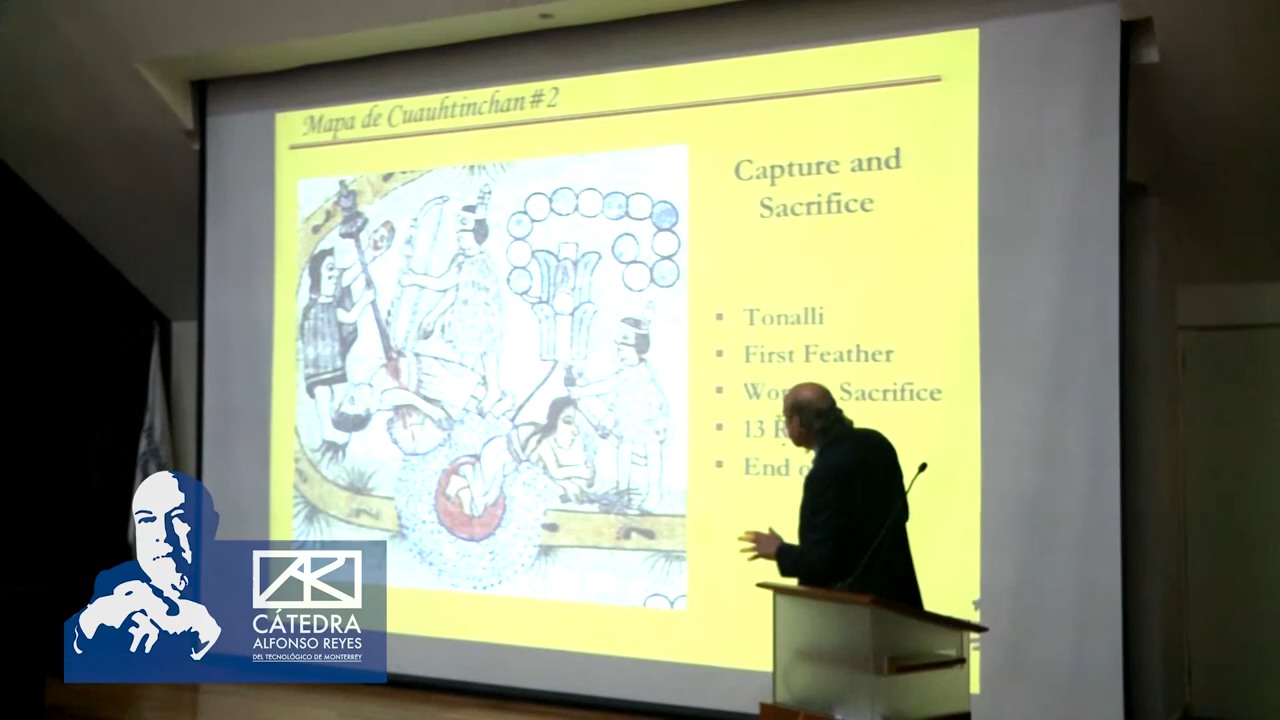 Mapa de Cuauhtinchan #2
Capture and
Sacrifice
Tonalli
First Feather
Sacrifice
13
End
AR
CÁTEDRA
ALFONSO REYES
DEL TECNOLÓGICO DE MONTERREY